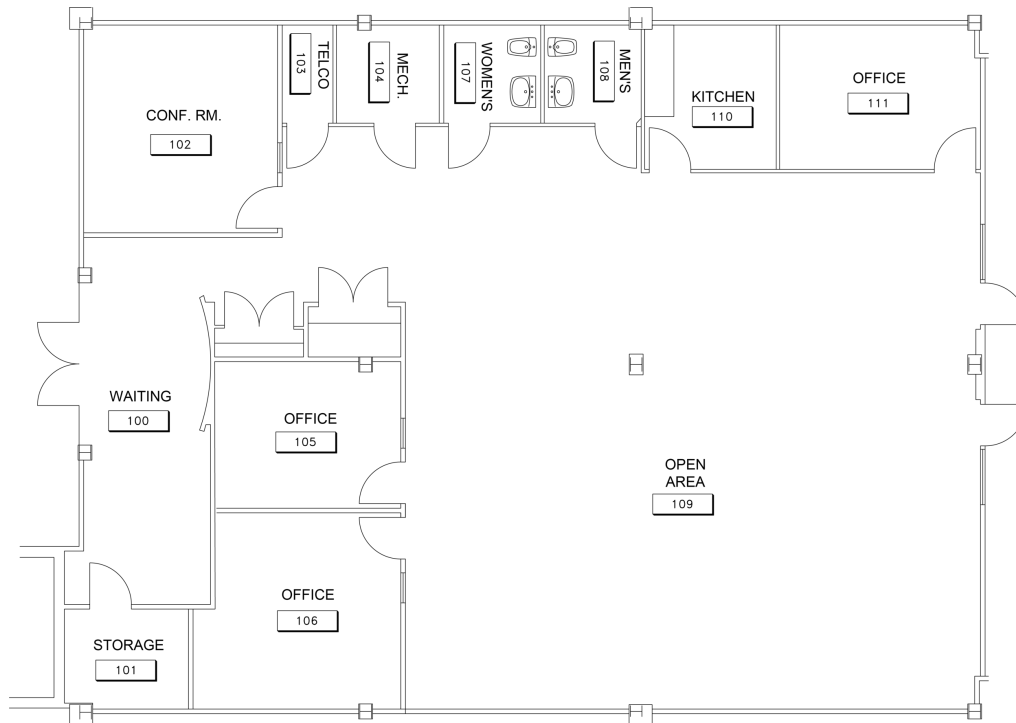 TELCO
103
MECH.
104
WOMEN'S
107
MEN'S
108
CONF. RM.
102
KITCHEN
110
OFFICE
111
WAITING
100
OFFICE
105
OPEN
AREA
109
OFFICE
106
STORAGE
101